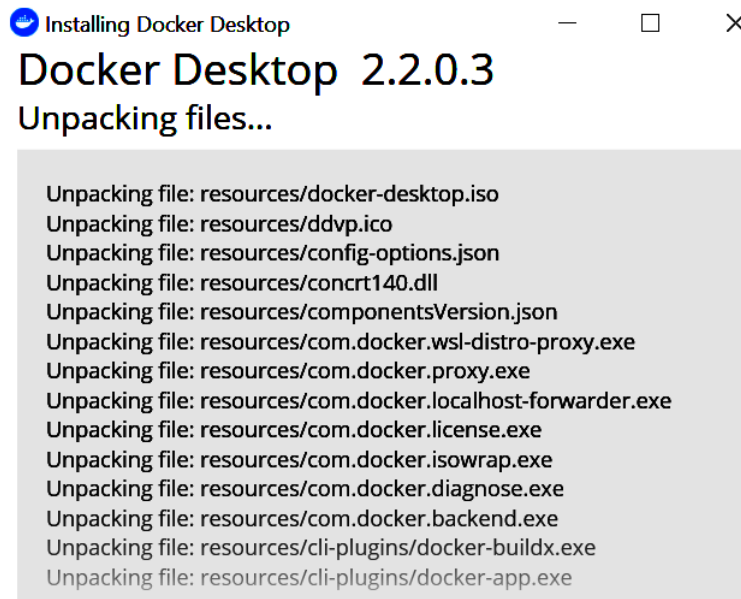 Installing Docker Desktop
Docker Desktop 2.2.0.3
Unpacking files...
Unpacking file: resources/docker-desktop.iso
Unpacking file: resources/ddvp.ico
Unpacking file: resources/config-options.json
Unpacking file: resources/concrt140.dll
Unpacking file: resources/componentsVersion.json
Unpacking file: resources/com.docker.wsl-distro-proxy.exe
Unpacking file: resources/com.docker.proxy.exe
Unpacking file: resources/com.docker.localhost-forwarder.exe
Unpacking file: resources/com.docker.license.exe
Unpacking file: resources/com.docker.isowrap.exe
Unpacking file: resources/com.docker.diagnose.exe
Unpacking file: resources/com.docker.backend.exe
Unpacking file: resources/cli-plugins/docker-buildx.exe
Unpacking file: resources/cli-plugins/docker-app.exe